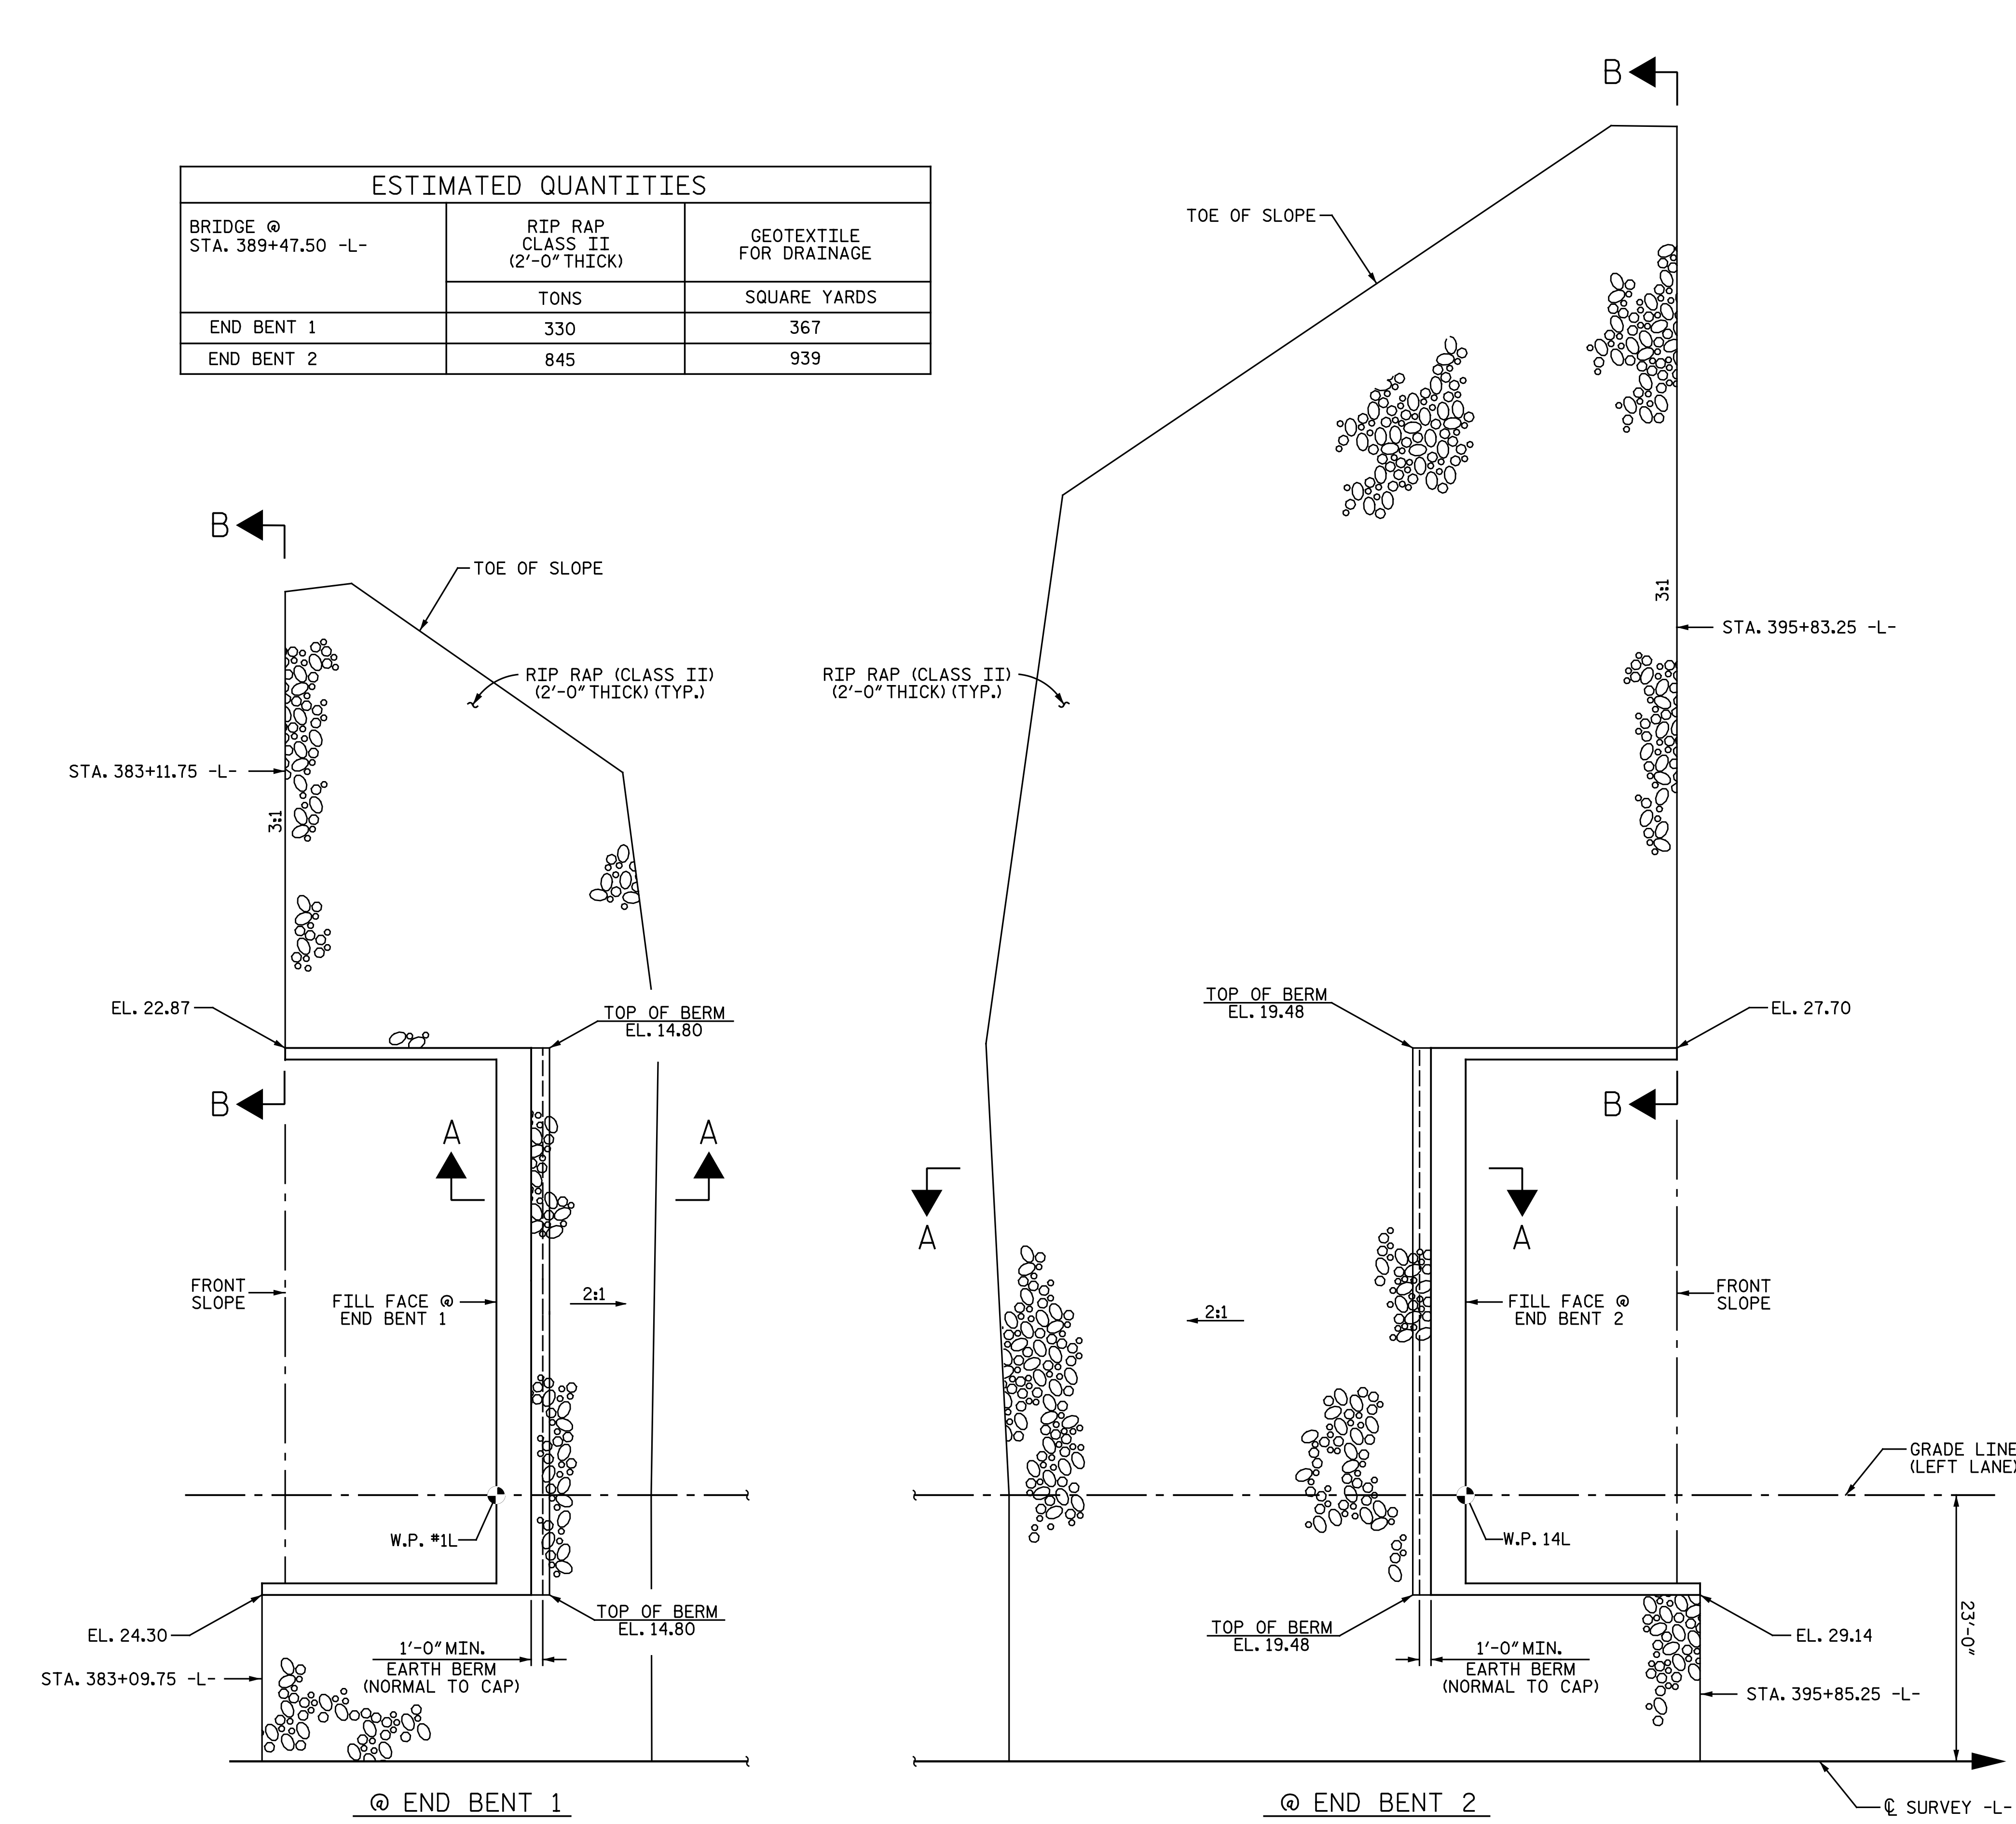 B
ESTIMATED QUANTITIES
BRIDGE @
STA. 389+47.50 -L-
RIP RAP
CLASS II
(2'-0" THICK)
GEOTEXTILE
FOR DRAINAGE
TONS
SQUARE YARDS
END BENT 1
330
367
END BENT 2
845
939
TOE OF SLOPE
B
TOE OF SLOPE
3:1
STA. 395+83.25 -L-
RIP RAP (CLASS II)
(2'-0" THICK) (TYP.)
RIP RAP (CLASS II)
(2'-0" THICK) (TYP.)
STA. 383+11.75 -L-
3:1
EL. 22.87
TOP OF BERM
EL. 14.80
TOP OF BERM
EL. 19.48
EL. 27.70
B
B
A
A
A
A
FRONT
SLOPE
FILL FACE @
END BENT 1
2:1
2:1
FILL FACE @
END BENT 2
FRONT
SLOPE
GRADE LINE
(LEFT LANE)
W.P. #1L
W.P. 14L
EL. 24.30
TOP OF BERM
EL. 14.80
TOP OF BERM
EL. 19.48
EL. 29.14
23'-0"
STA. 383+09.75 -L-
1'-0" MIN.
EARTH BERM
(NORMAL TO CAP)
1'-0" MIN.
EARTH BERM
(NORMAL TO CAP)
STA. 395+85.25 -L-
@ END BENT 1
@ END BENT 2
℄ SURVEY -L-